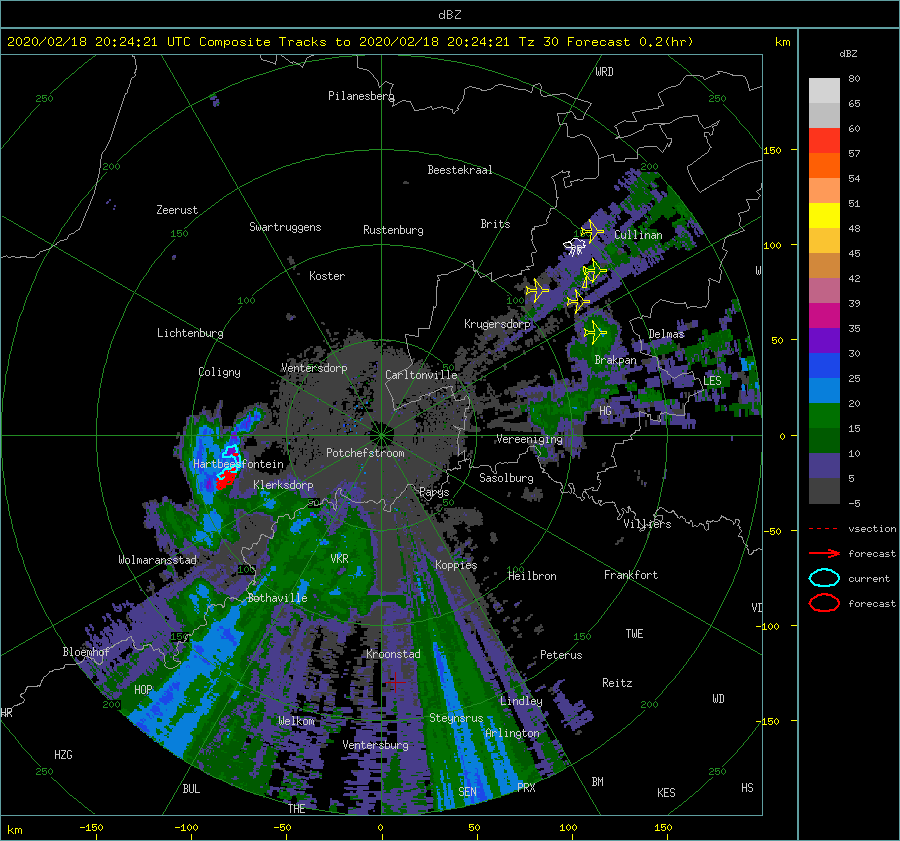 dBZ
2020/02/18 20:24:21 UTC Composite Tracks to 2020/02/18 20:24:21 Tz 30 Forecast 0.2(hr) km
dBZ
80
65
60
57
54
51
48
45
42
39
35
30
25
20
15
10
5
-5
vsection
forecast
current
forecast
WRD
250
Pilanesberg
250
150
200
Beestekraal
200
Zeerust
150
Swartruggens
Rustenburg
Brits
Cullinan
100
W
Koster
100
100
Krugersdorp
Lichtenburg
Delmas
50
Coligny
Ventersdorp
Carltonville
50
Brakpan
LES
HG
0
Vereeniging
Potchefstroom
Hartbeesfontein
Klerksdorp
Parys
Sasolburg
50
50
Villiers
-50
Wolmaransstad
VKR
Koppies
100
100
Heilbron
Frankfort
Bothaville
VD
-100
150
150
TWE
Bloemhof
Kroonstad
Peterus
HOP
Reitz
200
Lindley
200
WD
HR
Welkom
Steynsrus
-150
Arlington
Ventersburg
HZG
250
250
BUL
SEN
PRX
BM
KES
HS
THE
km
-150
-100
-50
0
50
100
150